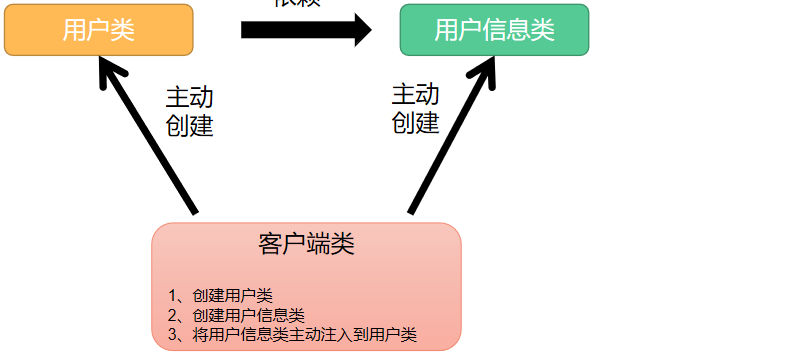 依赖
用户类
用户信息类
主动
创建
主动
创建
客户端类
1、创建用户类
2、创建用户信息类
3、将用户信息类主动注入到用户类